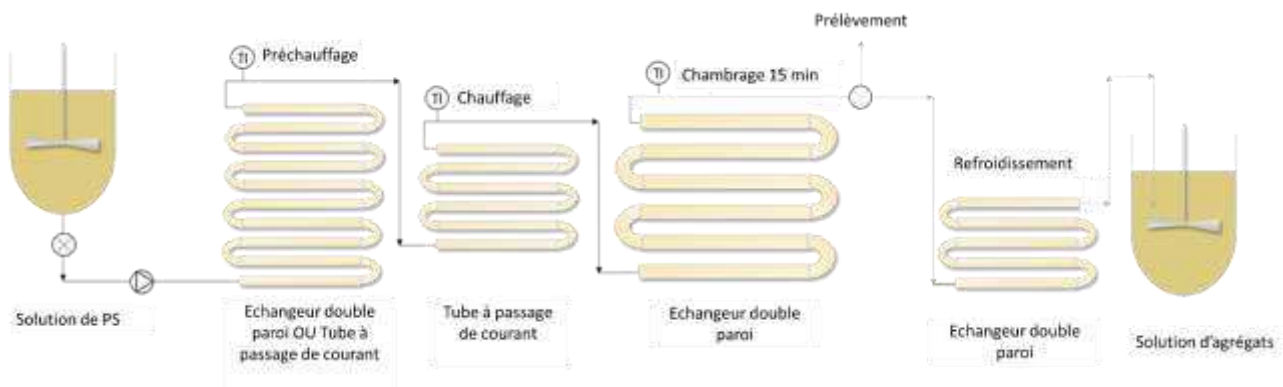 Prélèvement
TI
Préchauffage
TI
Chauffage
TI
Chambrage 15 min
Refroidissement
Solution de PS
Echangeur double
paroi OU Tube à
passage de courant
Tube à passage
de courant
Echangeur double
paroi
Echangeur double
paroi
Solution d'agrégats